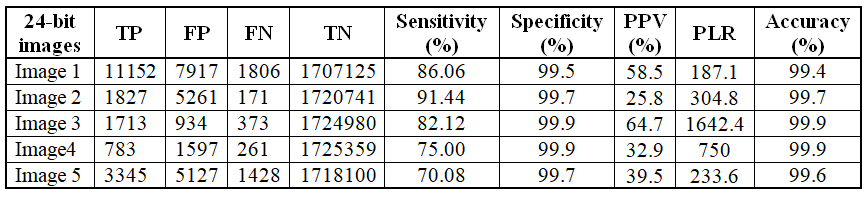 24-bit images TP FP FN TN Sensitivity (%) Specificity (%) PPV (%) PLR Accuracy (%)
Image 1 11152 7917 1806 1707125 86.06 99.5 58.5 187.1 99.4
Image 2 1827 5261 171 1720741 91.44 99.7 25.8 304.8 99.7
Image 3 1713 934 373 1724980 82.12 99.9 64.7 1642.4 99.9
Image4 783 1597 261 1725359 75.00 99.9 32.9 750 99.9
Image 5 3345 5127 1428 1718100 70.08 99.7 39.5 233.6 99.6